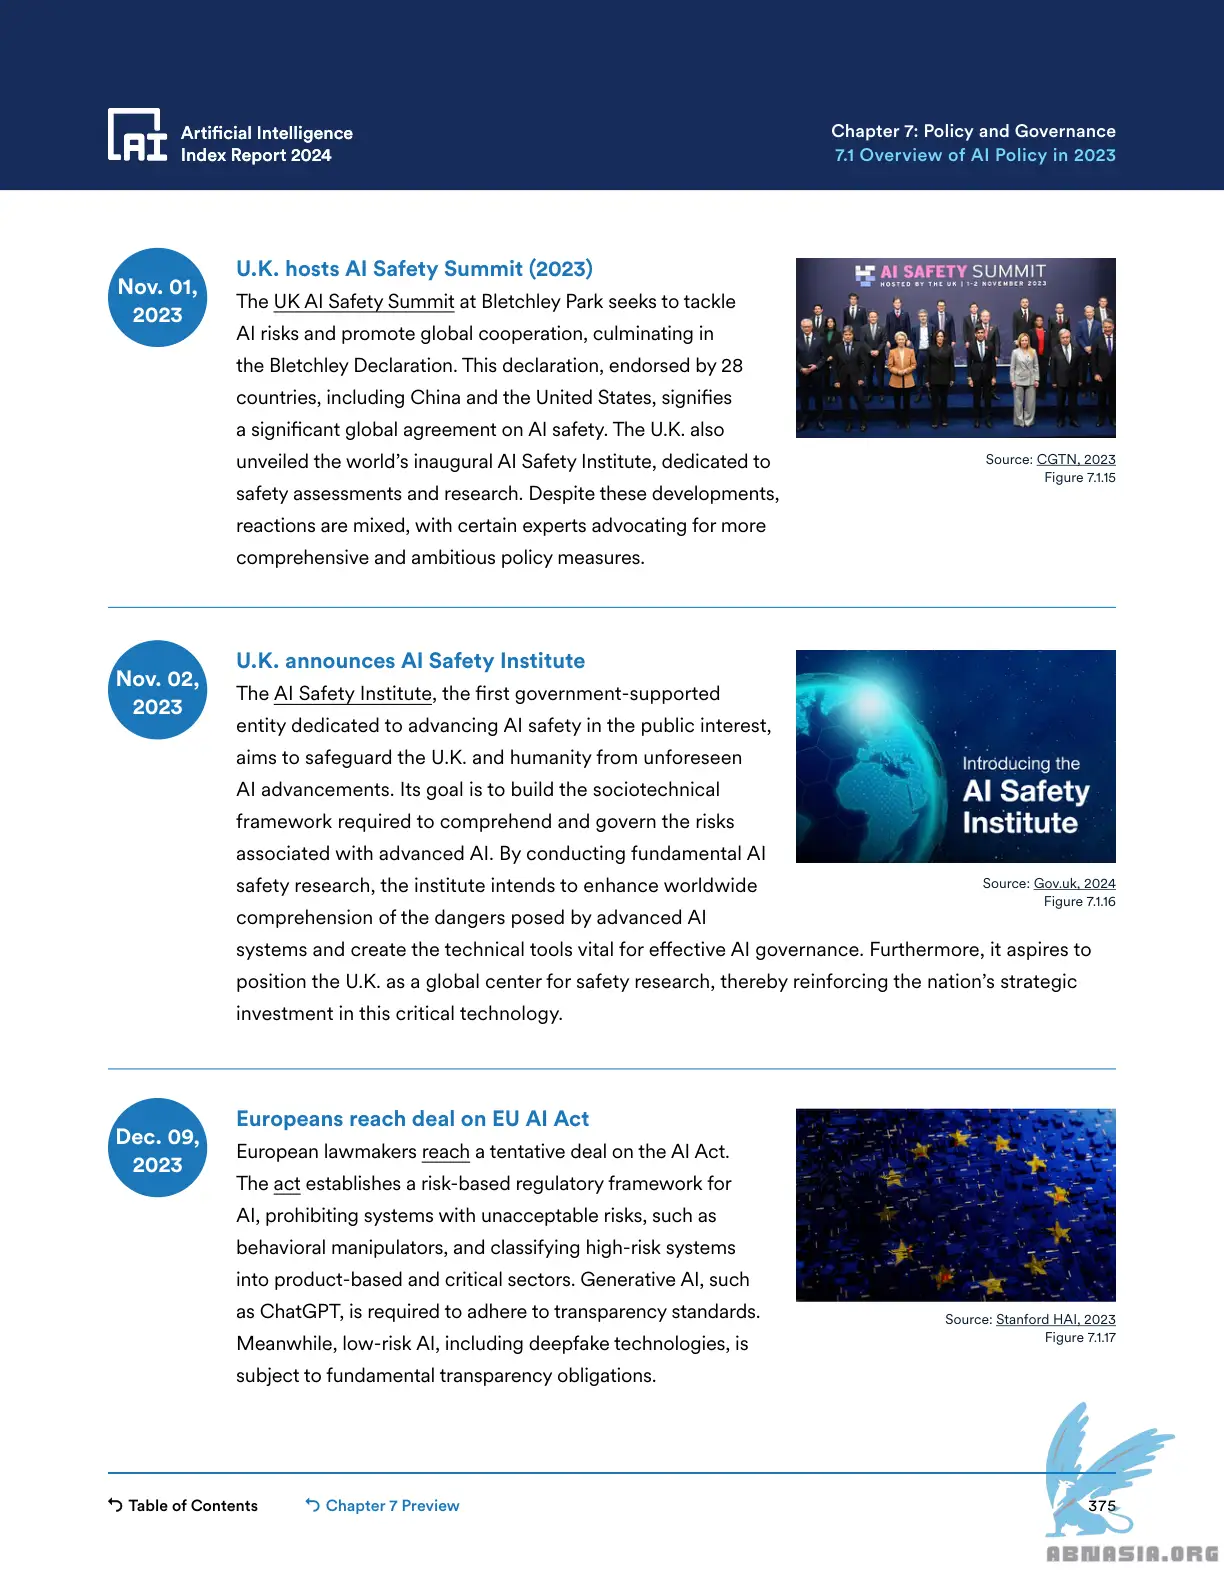 Artificial Intelligence
Index Report 2024
Chapter 7: Policy and Governance
7.1 Overview of AI Policy in 2023
Nov. 01,
2023
U.K. hosts AI Safety Summit (2023)
The UK AI Safety Summit at Bletchley Park seeks to tackle
AI risks and promote global cooperation, culminating in
the Bletchley Declaration. This declaration, endorsed by 28
countries, including China and the United States, signifies
a significant global agreement on AI safety. The U.K. also
unveiled the world’s inaugural AI Safety Institute, dedicated to
safety assessments and research. Despite these developments,
reactions are mixed, with certain experts advocating for more
comprehensive and ambitious policy measures.
AI SAFETY SUMMIT
HOSTED BY THE UK | 1-2 NOVEMBER 2023
Source: CGTN, 2023
Figure 7.1.15
Nov. 02,
2023
U.K. announces AI Safety Institute
The AI Safety Institute, the first government-supported
entity dedicated to advancing AI safety in the public interest,
aims to safeguard the U.K. and humanity from unforeseen
AI advancements. Its goal is to build the sociotechnical
framework required to comprehend and govern the risks
associated with advanced AI. By conducting fundamental AI
safety research, the institute intends to enhance worldwide
comprehension of the dangers posed by advanced AI
systems and create the technical tools vital for effective AI governance. Furthermore, it aspires to
position the U.K. as a global center for safety research, thereby reinforcing the nation’s strategic
investment in this critical technology.
Introducing the
AI Safety
Institute
Source: Gov.uk, 2024
Figure 7.1.16
Dec. 09,
2023
Europeans reach deal on EU AI Act
European lawmakers reach a tentative deal on the AI Act.
The act establishes a risk-based regulatory framework for
AI, prohibiting systems with unacceptable risks, such as
behavioral manipulators, and classifying high-risk systems
into product-based and critical sectors. Generative AI, such
as ChatGPT, is required to adhere to transparency standards.
Meanwhile, low-risk AI, including deepfake technologies, is
subject to fundamental transparency obligations.
Source: Stanford HAI, 2023
Figure 7.1.17
Table of Contents
Chapter 7 Preview
375
ABNASIA.ORG